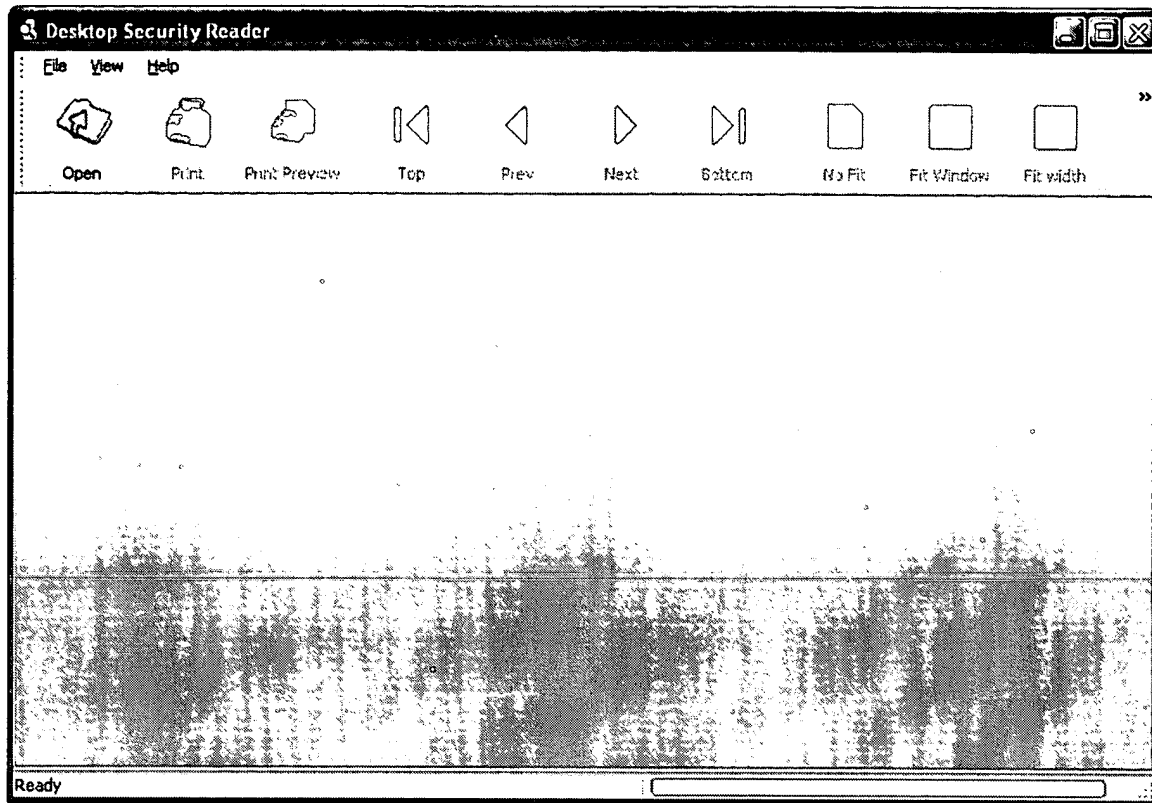 Desktop Security Reader
File View Help
»
Open Print Print Preview Top Prev Next Bottom No Fit Fit Window Fit width
Ready